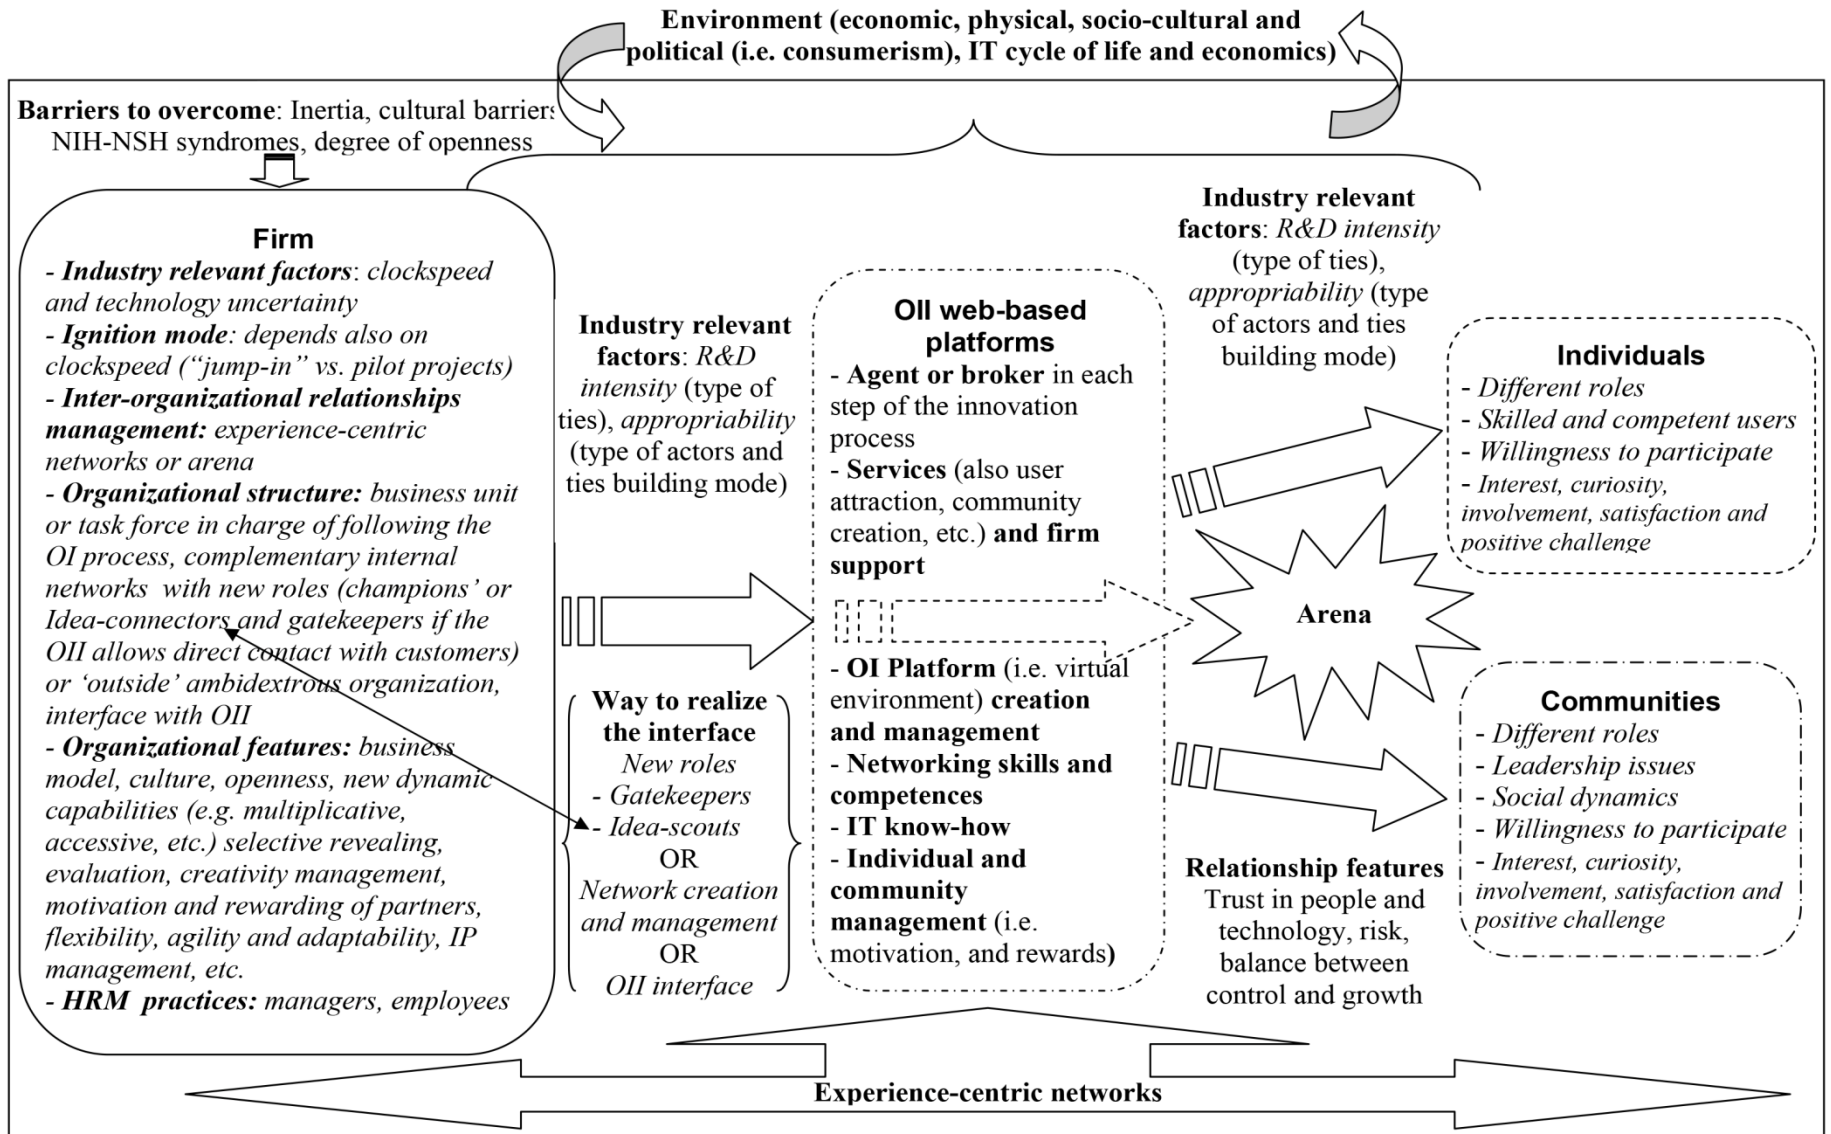 Environment (economic, physical, socio-cultural and
political (i.e. consumerism), IT cycle of life and economics)
Barriers to overcome: Inertia, cultural barriers
NIH-NSH syndromes, degree of openness
Firm
- Industry relevant factors: clockspeed
and technology uncertainty
- Ignition mode: depends also on
clockspeed (“jump-in” vs. pilot projects)
- Inter-organizational relationships
management: experience-centric
networks or arena
- Organizational structure: business unit
or task force in charge of following the
OI process, complementary internal
networks with new roles (champions’ or
Idea-connectors and gatekeepers if the
OII allows direct contact with customers)
or ‘outside’ ambidextrous organization,
interface with OII
- Organizational features: business
model, culture, openness, new dynamic
capabilities (e.g. multiplicative,
accessive, etc.) selective revealing,
evaluation, creativity management,
motivation and rewarding of partners,
flexibility, agility and adaptability, IP
management, etc.
- HRM practices: managers, employees
Industry relevant
factors: R&D
intensity (type of
ties), appropriability
(type of actors and
ties building mode)
Way to realize
the interface
New roles
- Gatekeepers
- Idea-scouts
OR
Network creation
and management
OR
OII interface
OII web-based
platforms
- Agent or broker in each
step of the innovation
process
- Services (also user
attraction, community
creation, etc.) and firm
support
- OI Platform (i.e. virtual
environment) creation
and management
- Networking skills and
competences
- IT know-how
- Individual and
community
management (i.e.
motivation, and rewards)
Industry relevant
factors: R&D intensity
(type of ties),
appropriability (type
of actors and ties
building mode)
Arena
Relationship features
Trust in people and
technology, risk,
balance between
control and growth
Individuals
- Different roles
- Skilled and competent users
- Willingness to participate
- Interest, curiosity,
involvement, satisfaction and
positive challenge
Communities
- Different roles
- Leadership issues
- Social dynamics
- Willingness to participate
- Interest, curiosity,
involvement, satisfaction and
positive challenge
Experience-centric networks